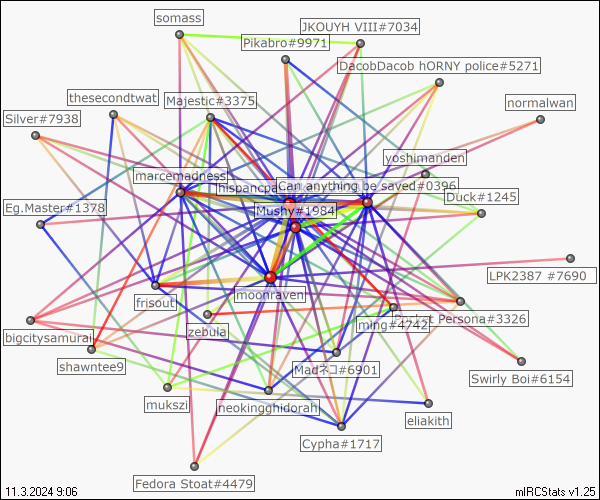 somass
JKOUYH VIII#7034
Pikabro#9971
DacobDacob hORNY police#5271
thesecondtwat
Majestic#3375
normalwan
Silver#7938
yoshimanden
marcemadness
hispancpa
Can anything be saved#0396
Duck#1245
Eg.Master#1378
Mushy#1984
LPK2387 #7690
frisout
moonraven
zebula
ming#4742
Persona#3326
bigcitysamurai
shawntee9
Madネコ#6901
Swirly Boi#6154
mukszi
neokingghidorah
eliakith
Cypha#1717
Fedora Stoat#4479
11.3.2024 9:06
mIRCStats v1.25